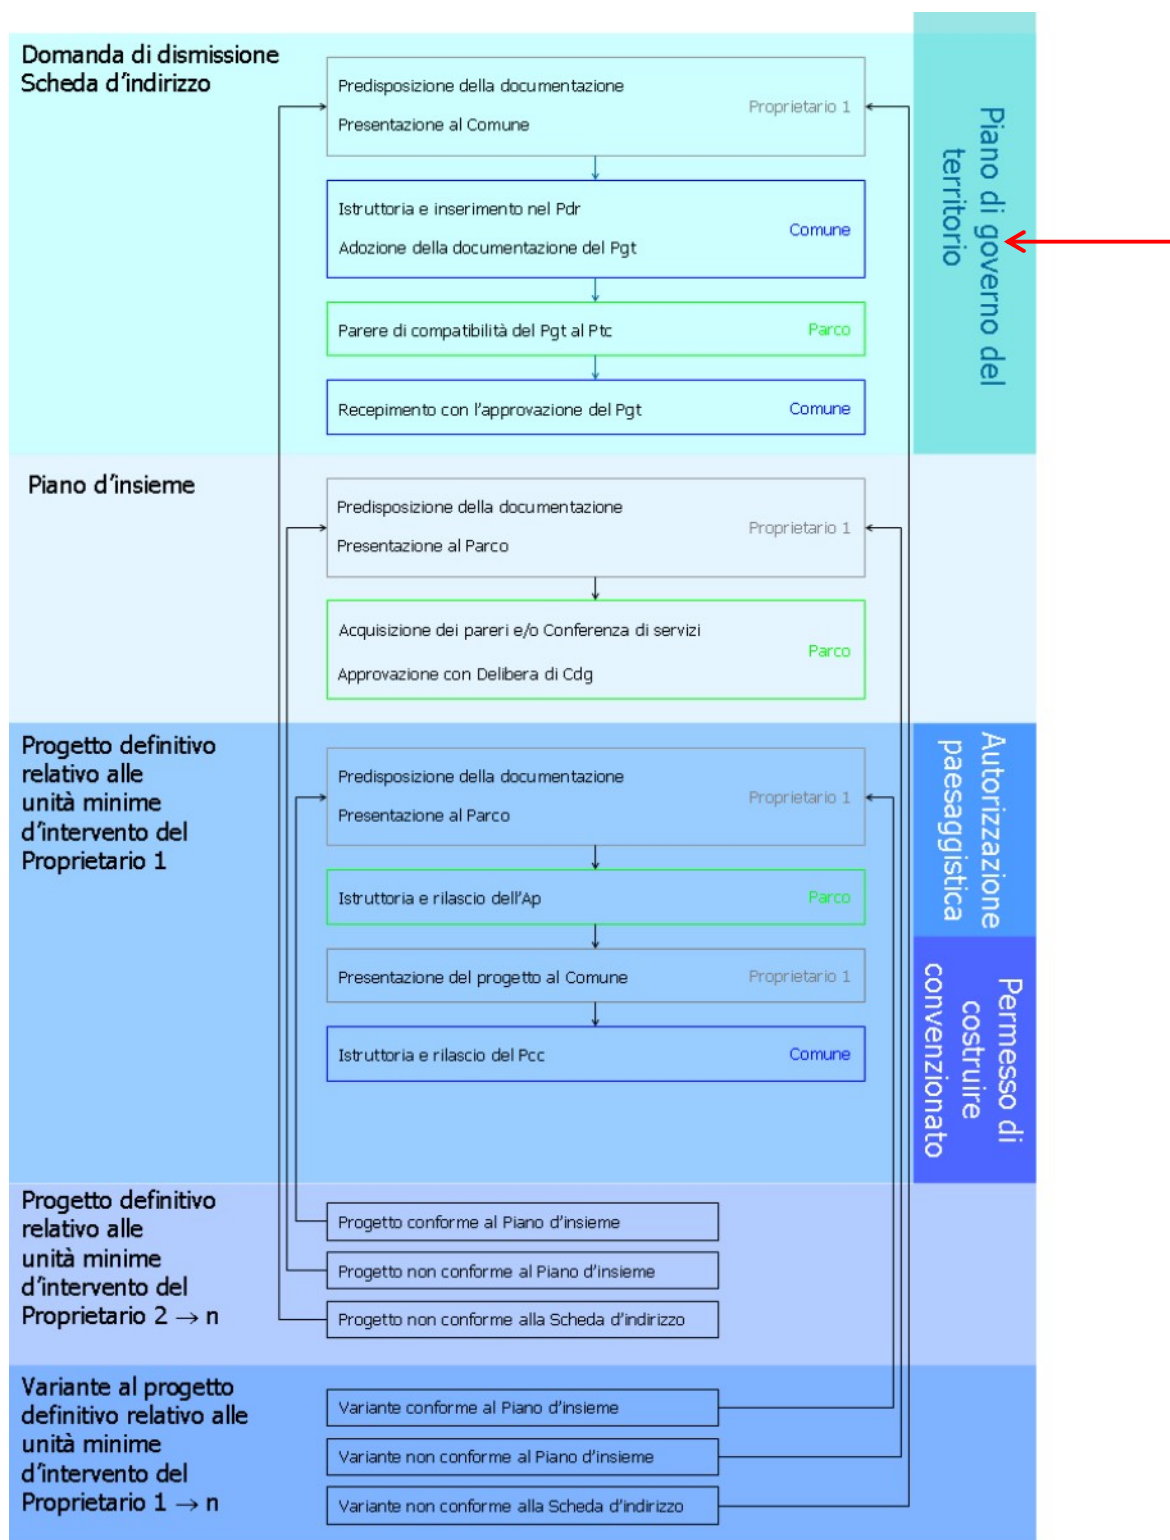 Domanda di dismissione
Scheda d'indirizzo
Predisposizione della documentazione
Presentazione al Comune
Proprietario 1
Istruttoria e inserimento nel Pdr
Adozione della documentazione del Pgt
Comune
Parere di compatibilità del Pgt al Ptc
Parco
Recepimento con l'approvazione del Pgt
Comune
Piano di governo del
territorio
Piano d'insieme
Predisposizione della documentazione
Presentazione al Parco
Proprietario 1
Acquisizione dei pareri e/o Conferenza di servizi
Approvazione con Delibera di Cdg
Parco
Progetto definitivo
relativo alle
unità minime
d'intervento del
Proprietario 1
Predisposizione della documentazione
Presentazione al Parco
Proprietario 1
Istruttoria e rilascio dell'Ap
Parco
Presentazione del progetto al Comune
Proprietario 1
Istruttoria e rilascio del Pcc
Comune
Autorizzazione
paesaggistica
Permesso di
costruire
convenzionato
Progetto definitivo
relativo alle
unità minime
d'intervento del
Proprietario 2 → n
Progetto conforme al Piano d'insieme
Progetto non conforme al Piano d'insieme
Progetto non conforme alla Scheda d'indirizzo
Variante al progetto
definitivo relativo alle
unità minime
d'intervento del
Proprietario 1 → n
Variante conforme al Piano d'insieme
Variante non conforme al Piano d'insieme
Variante non conforme alla Scheda d'indirizzo